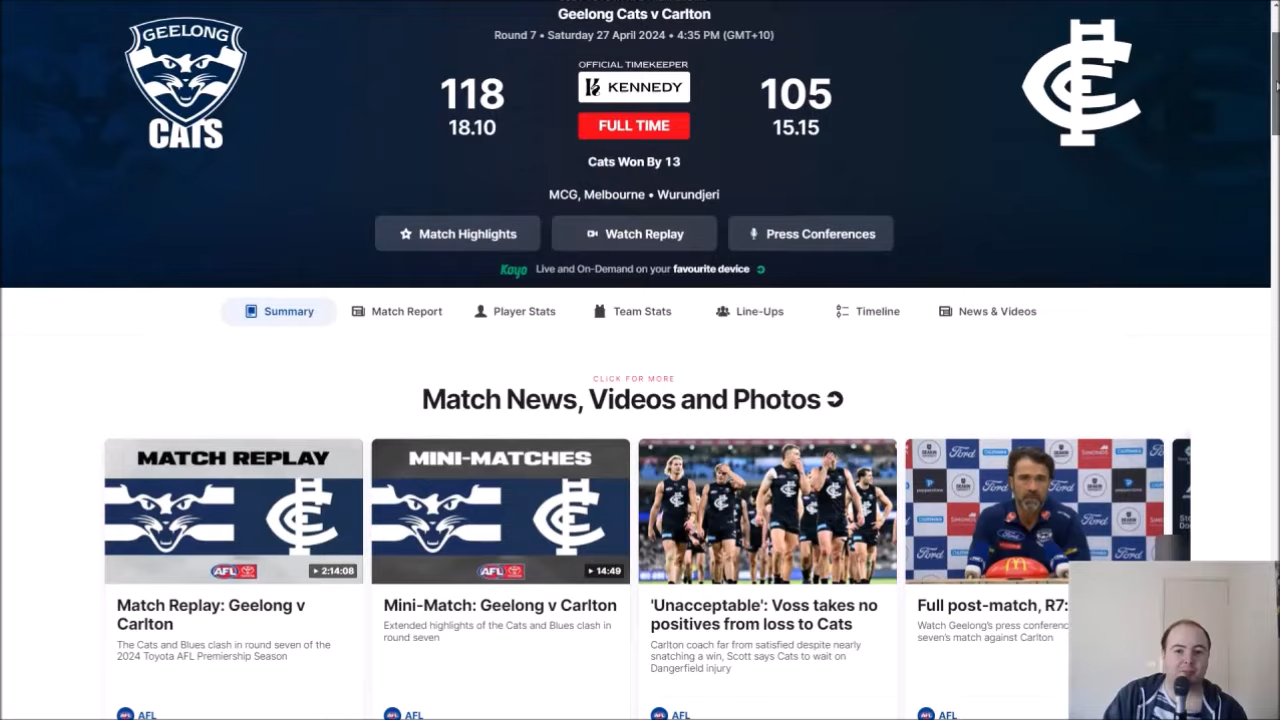 Geelong Cats v Carlton
Round 7 • Saturday 27 April 2024 • 4:35 PM (GMT+10)
GEELONG
CATS
OFFICIAL TIMEKEEPER
KENNEDY
118
18.10
FULL TIME
105
15.15
Cats Won By 13
MCG, Melbourne • Wurundjeri
Match Highlights
Watch Replay
Press Conferences
Kayo Live and On-Demand on your favourite device
Summary
Match Report
Player Stats
Team Stats
Line-Ups
Timeline
News & Videos
CLICK FOR MORE
Match News, Videos and Photos
MATCH REPLAY
AFL
2:14:08
Match Replay: Geelong v
Carlton
The Cats and Blues clash in round seven of the
2024 Toyota AFL Premiership Season
AFL
MINI-MATCHES
AFL
14:49
Mini-Match: Geelong v Carlton
Extended highlights of the Cats and Blues clash in
round seven
AFL
'Unacceptable': Voss takes no
positives from loss to Cats
Carlton coach far from satisfied despite nearly
snatching a win, Scott says Cats to wait on
Dangerfield injury
AFL
Ford
Ford
Ford
Ford
Full post-match, R7:
Watch Geelong's press conferenc
seven's match against Carlton
AFL